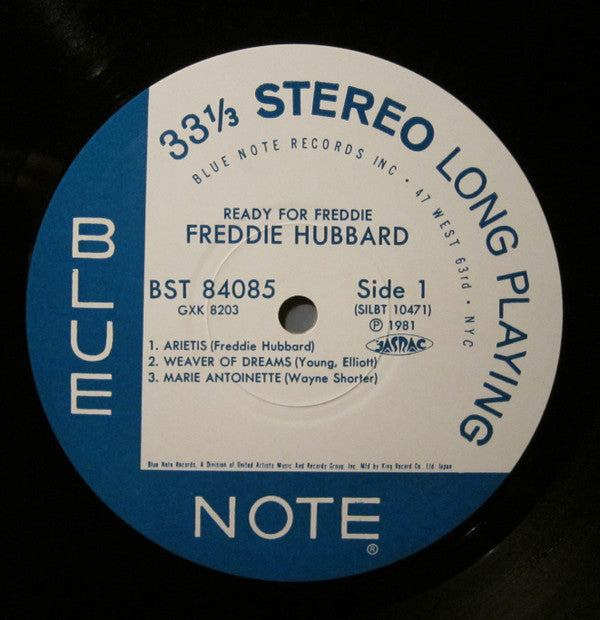 33⅓ STEREO LONG PLAYING
BLUE NOTE RECORDS INC • 47 WEST 63rd • NYC
READY FOR FREDDIE
FREDDIE HUBBARD
BST 84085
GXK 8203
Side 1
(SILBT 10471)
℗ 1981
JASRAC
1. ARIETIS (Freddie Hubbard)
2. WEAVER OF DREAMS (Young, Elliott)
3. MARIE ANTOINETTE (Wayne Shorter)
Blue Note Records, A Division of United Artists Music And Records Group, Inc. Mfd by King Record Co., Ltd. Japan
BLUE
NOTE
®